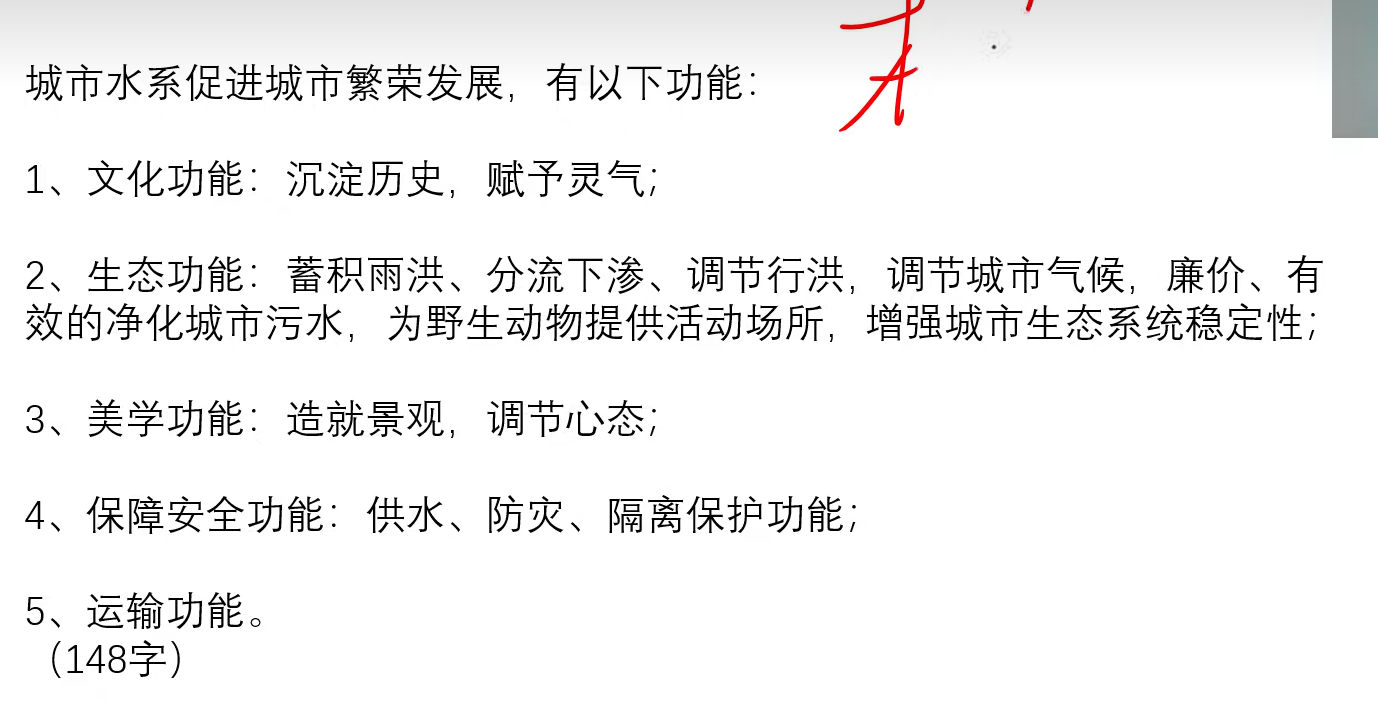 城市水系促进城市繁荣发展，有以下功能：
1、文化功能：沉淀历史，赋予灵气；
2、生态功能：蓄积雨洪、分流下渗、调节行洪，调节城市气候，廉价、有
效的净化城市污水，为野生动物提供活动场所，增强城市生态系统稳定性；
3、美学功能：造就景观，调节心态；
4、保障安全功能：供水、防灾、隔离保护功能；
5、运输功能。
（148字）